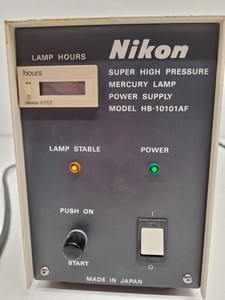 LAMP HOURS
Nikon
hours
SUPER HIGH PRESSURE
MERCURY LAMP
POWER SUPPLY
MODEL HB-10101AF
LAMP STABLE
POWER
PUSH ON
I
START
O
MADE IN JAPAN